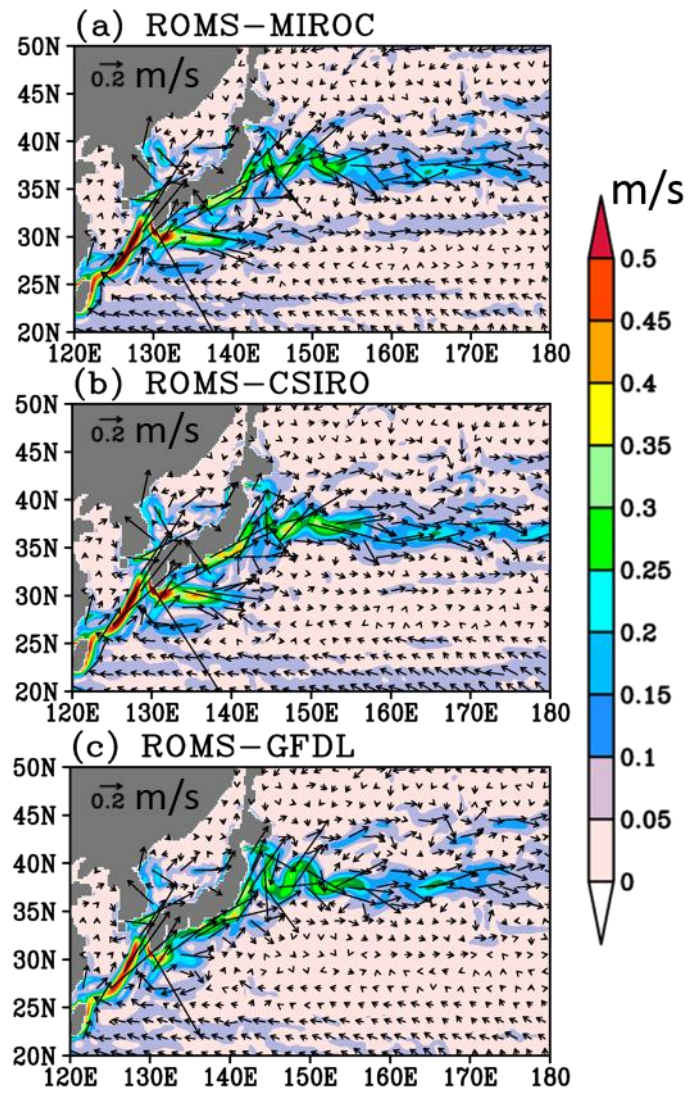 (a) ROMS-MIROC
50N
45N
40N
35N
30N
25N
20N
0.2 m/s
120E 130E 140E 150E 160E 170E 180
(b) ROMS-CSIRO
50N
45N
40N
35N
30N
25N
20N
0.2 m/s
120E 130E 140E 150E 160E 170E 180
(c) ROMS-GFDL
50N
45N
40N
35N
30N
25N
20N
0.2 m/s
120E 130E 140E 150E 160E 170E 180
m/s
0.5
0.45
0.4
0.35
0.3
0.25
0.2
0.15
0.1
0.05
0